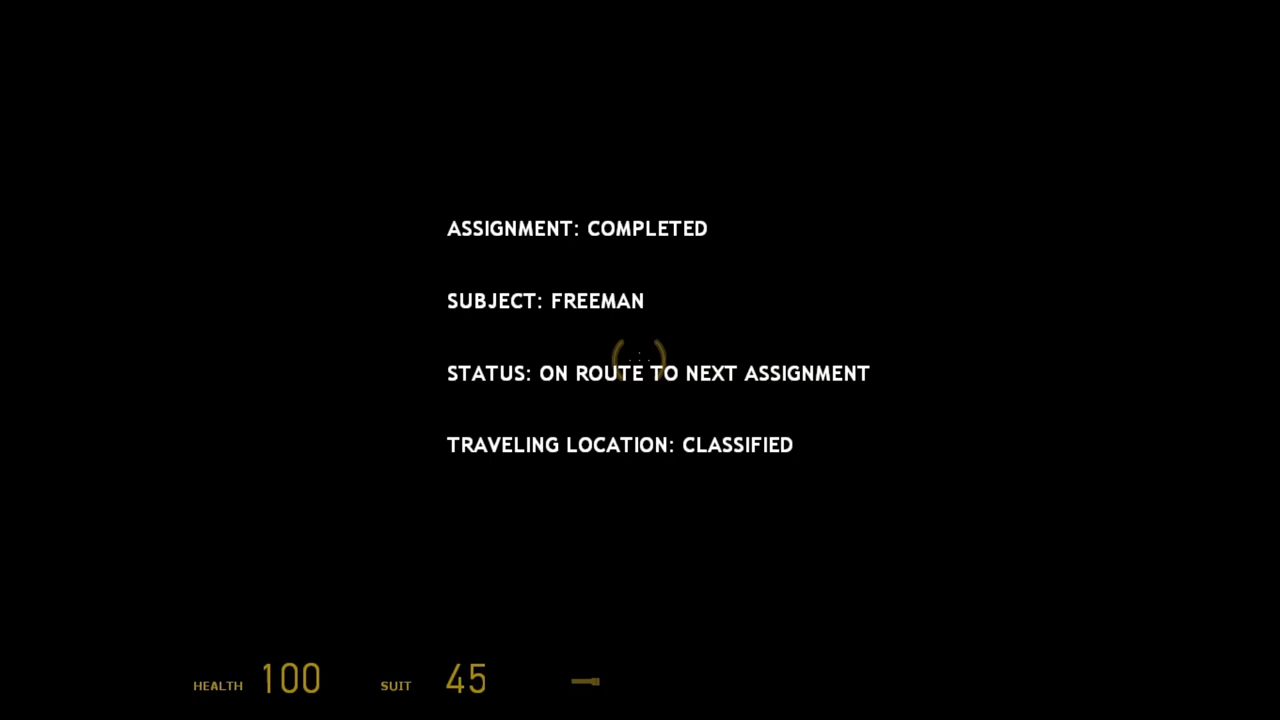 ASSIGNMENT: COMPLETED
SUBJECT: FREEMAN
STATUS: ON ROUTE TO NEXT ASSIGNMENT
TRAVELING LOCATION: CLASSIFIED
HEALTH 100 SUIT 45